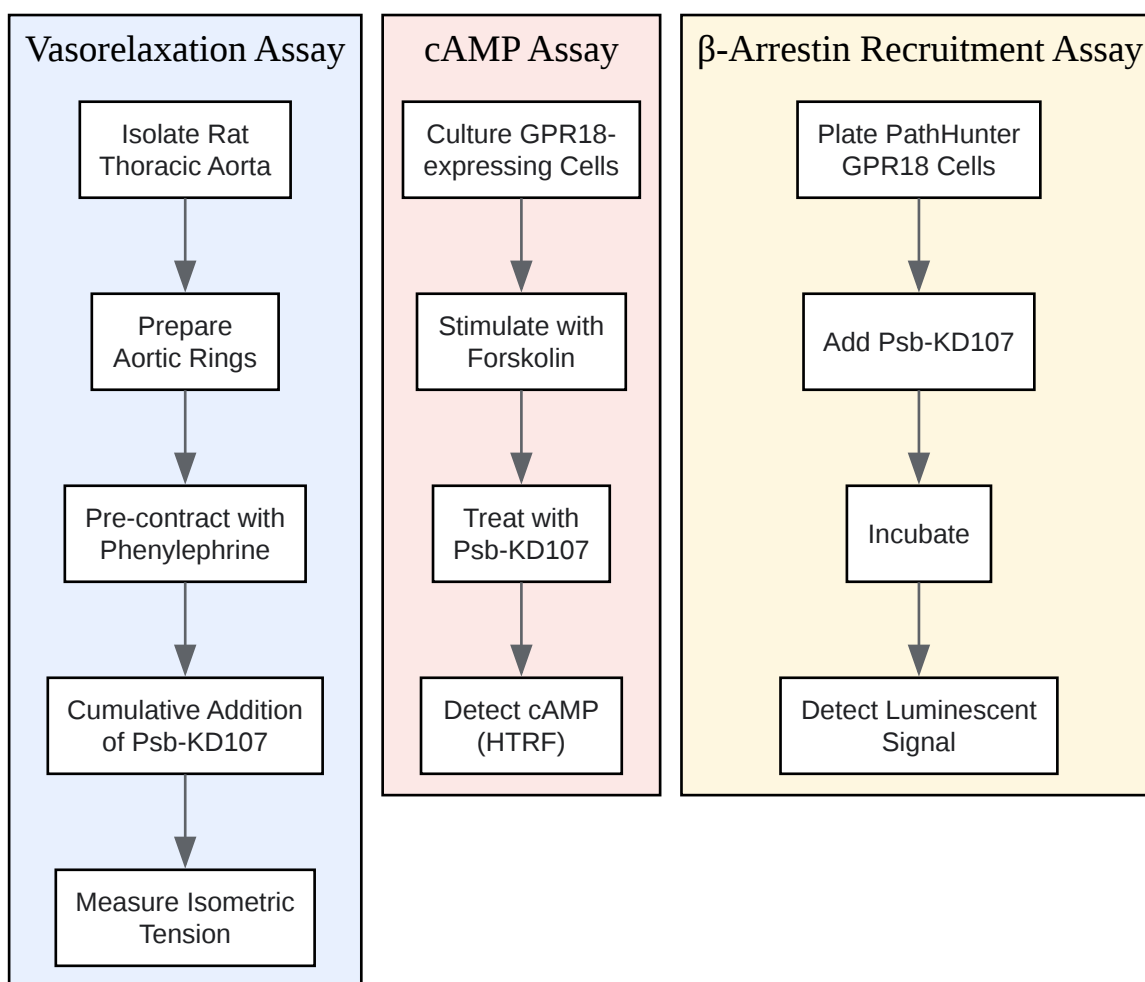 Vasorelaxation Assay
Isolate Rat
Thoracic Aorta
Prepare
Aortic Rings
Pre-contract with
Phenylephrine
Cumulative Addition
of Psb-KD107
Measure Isometric
Tension
cAMP Assay
Culture GPR18-
expressing Cells
Stimulate with
Forskolin
Treat with
Psb-KD107
Detect cAMP
(HTRF)
β-Arrestin Recruitment Assay
Plate PathHunter
GPR18 Cells
Add Psb-KD107
Incubate
Detect Luminescent
Signal